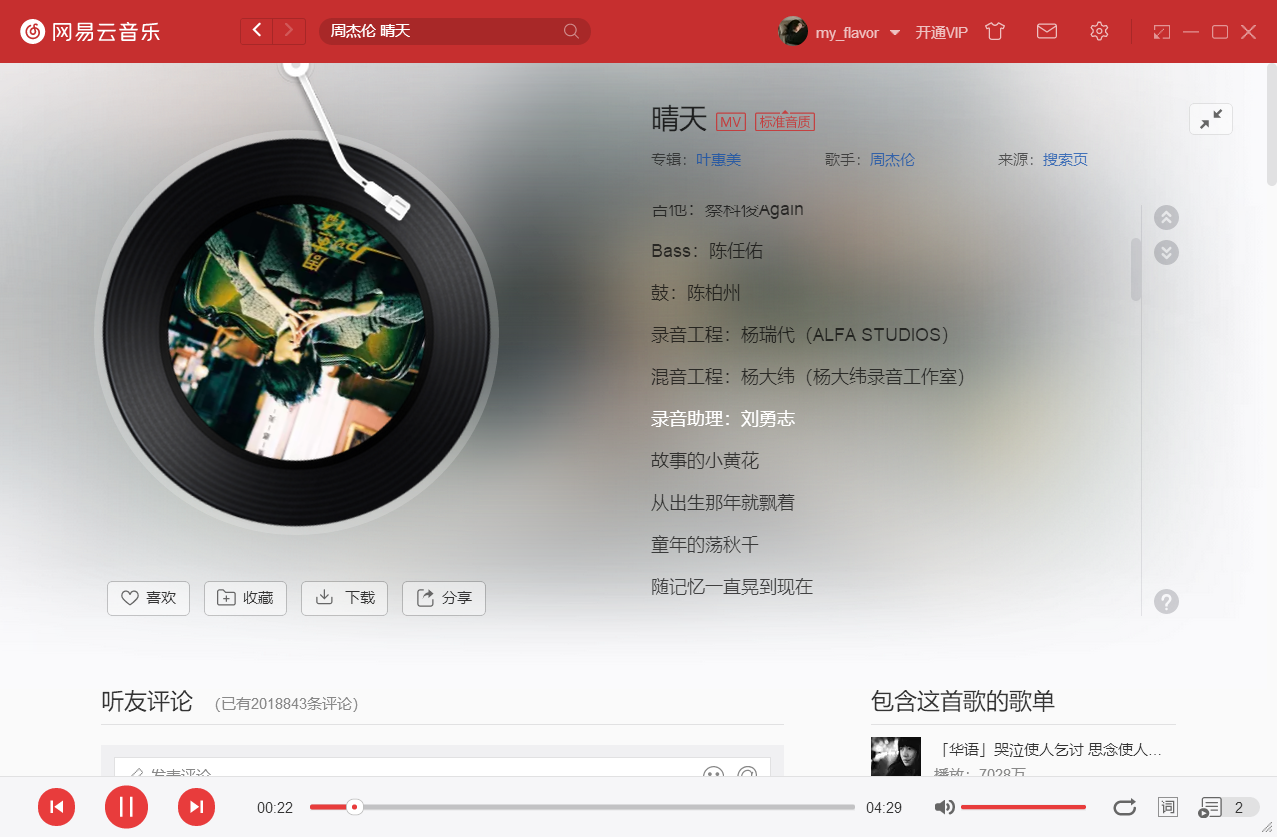 网易云音乐
周杰伦 晴天
my_flavor
开通VIP
晴天 MV 标准音质
专辑：叶惠美 歌手：周杰伦 来源：搜索页
吉他：蔡科俊Again
Bass：陈任佑
鼓：陈柏州
录音工程：杨瑞代（ALFA STUDIOS）
混音工程：杨大纬（杨大纬录音工作室）
录音助理：刘勇志
故事的小黄花
从出生那年就飘着
童年的荡秋千
随记忆一直晃到现在
喜欢 收藏 下载 分享
听友评论 （已有2018843条评论）
发表评论
包含这首歌的歌单
「华语」哭泣使人乞讨 思念使人...
播放：7028万
00:22 04:29 词 2